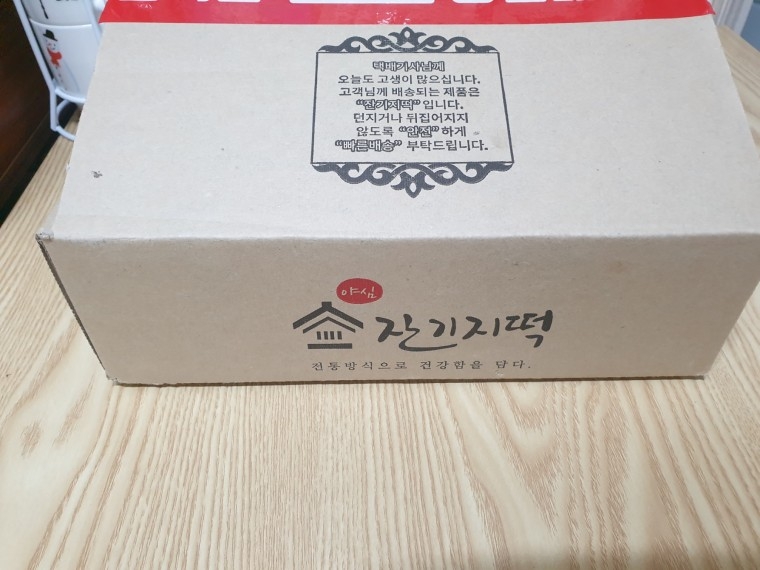 택배기사님께
오늘도 고생이 많으십니다.
고객님께 배송되는 제품은
“잔기지떡” 입니다.
던지거나 뒤집어지지
않도록 “안전” 하게
“빠른배송” 부탁드립니다.
야심
잔기지떡
전통방식으로 건강함을 담다.